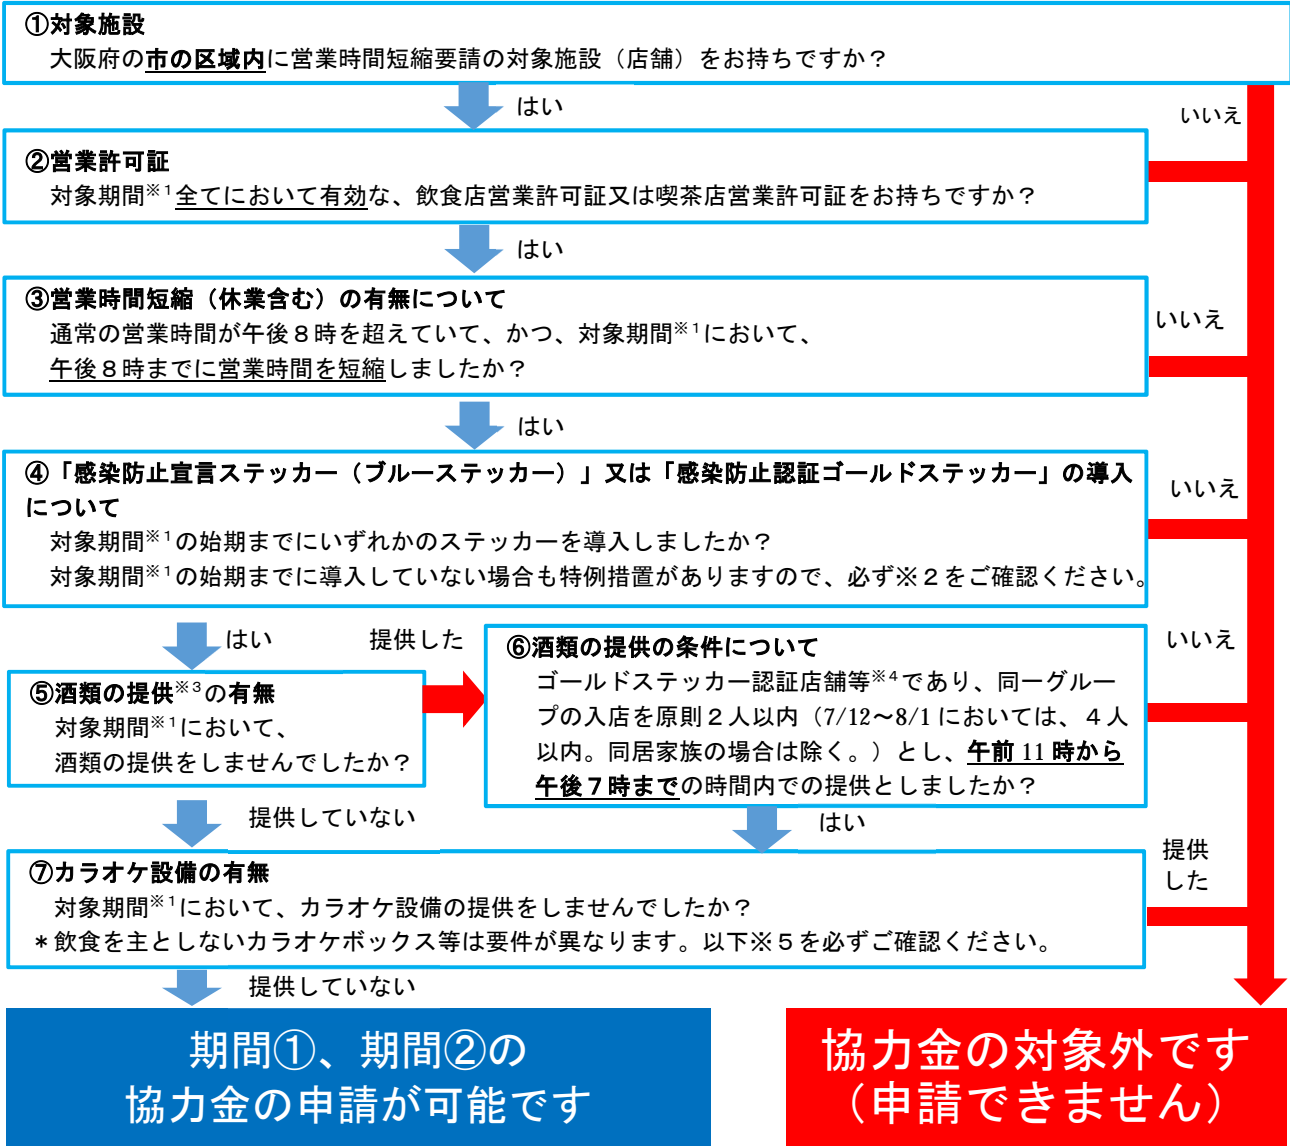 ①対象施設
大阪府の市の区域内に営業時間短縮要請の対象施設（店舗）をお持ちですか？
はい
いいえ
②営業許可証
対象期間※１全てにおいて有効な、飲食店営業許可証又は喫茶店営業許可証をお持ちですか？
はい
③営業時間短縮（休業含む）の有無について
通常の営業時間が午後８時を超えていて、かつ、対象期間※１において、
午後８時までに営業時間を短縮しましたか？
いいえ
はい
④「感染防止宣言ステッカー（ブルーステッカー）」又は「感染防止認証ゴールドステッカー」の導入
について
対象期間※１の始期までにいずれかのステッカーを導入しましたか？
対象期間※１の始期までに導入していない場合も特例措置がありますので、必ず※２をご確認ください。
いいえ
はい
提供した
⑤酒類の提供※３の有無
対象期間※１において、
酒類の提供をしませんでしたか？
⑥酒類の提供の条件について
ゴールドステッカー認証店舗等※４であり、同一グルー
プの入店を原則２人以内（7/12～8/1 においては、４人
以内。同居家族の場合は除く。）とし、午前 11 時から
午後７時までの時間内での提供としましたか？
いいえ
提供していない
はい
⑦カラオケ設備の有無
対象期間※１において、カラオケ設備の提供をしませんでしたか？
＊飲食を主としないカラオケボックス等は要件が異なります。以下※５を必ずご確認ください。
提供
した
提供していない
期間①、期間②の
協力金の申請が可能です
協力金の対象外です
（申請できません）